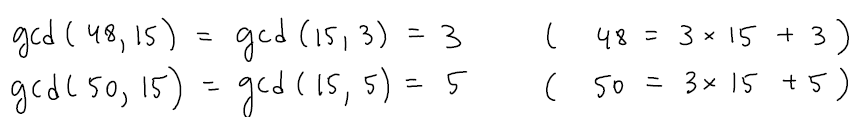 gcd ( 48, 15 ) = gcd ( 15, 3 ) = 3 ( 48 = 3 × 15 + 3 )
gcd ( 50, 15 ) = gcd ( 15, 5 ) = 5 ( 50 = 3 × 15 + 5 )